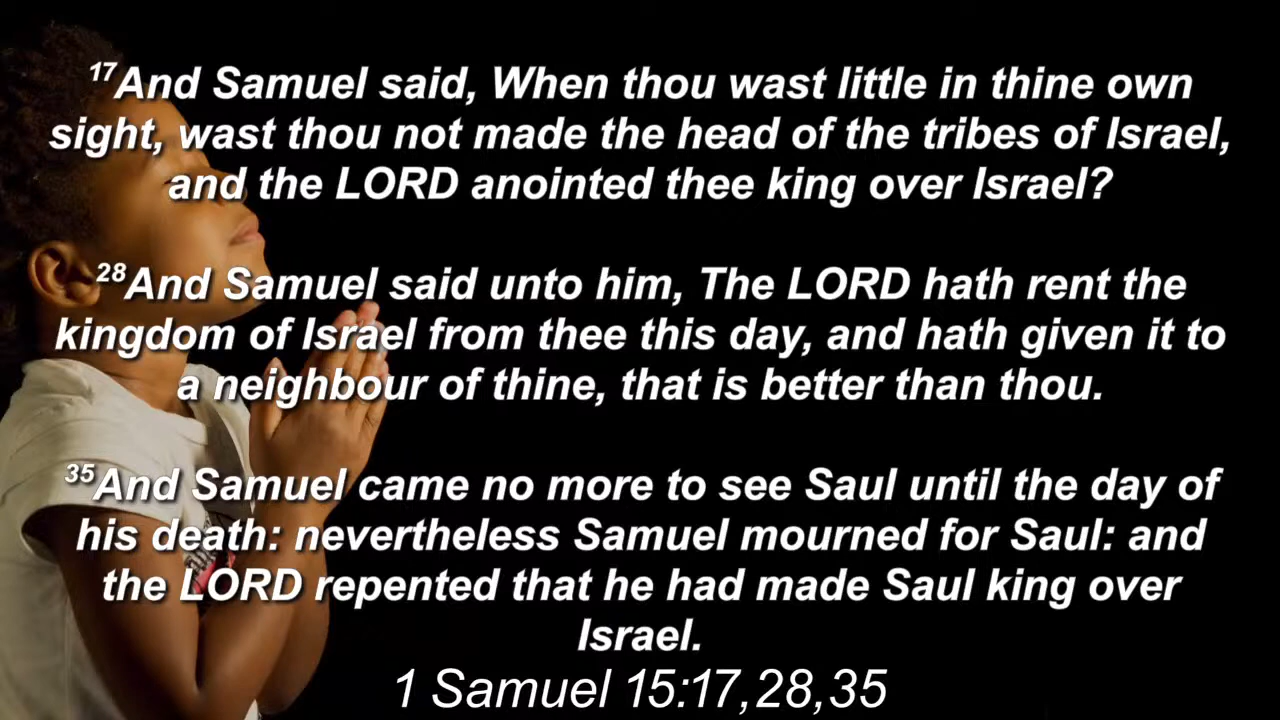 17And Samuel said, When thou wast little in thine own
sight, wast thou not made the head of the tribes of Israel,
and the LORD anointed thee king over Israel?
28And Samuel said unto him, The LORD hath rent the
kingdom of Israel from thee this day, and hath given it to
a neighbour of thine, that is better than thou.
35And Samuel came no more to see Saul until the day of
his death: nevertheless Samuel mourned for Saul: and
the LORD repented that he had made Saul king over
Israel.
1 Samuel 15:17,28,35